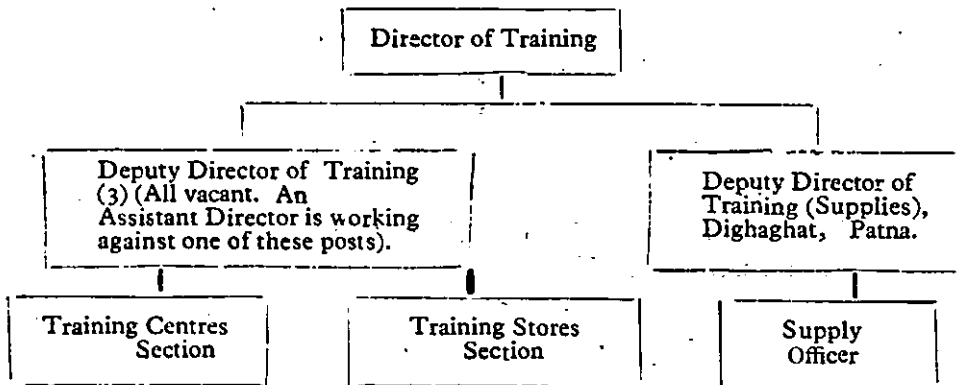 Director of Training
Deputy Director of Training
(3) (All vacant. An
Assistant Director is working
against one of these posts).
Deputy Director of
Training (Supplies),
Dighaghat, Patna.
Training Centres
Section
Training Stores
Section
Supply
Officer